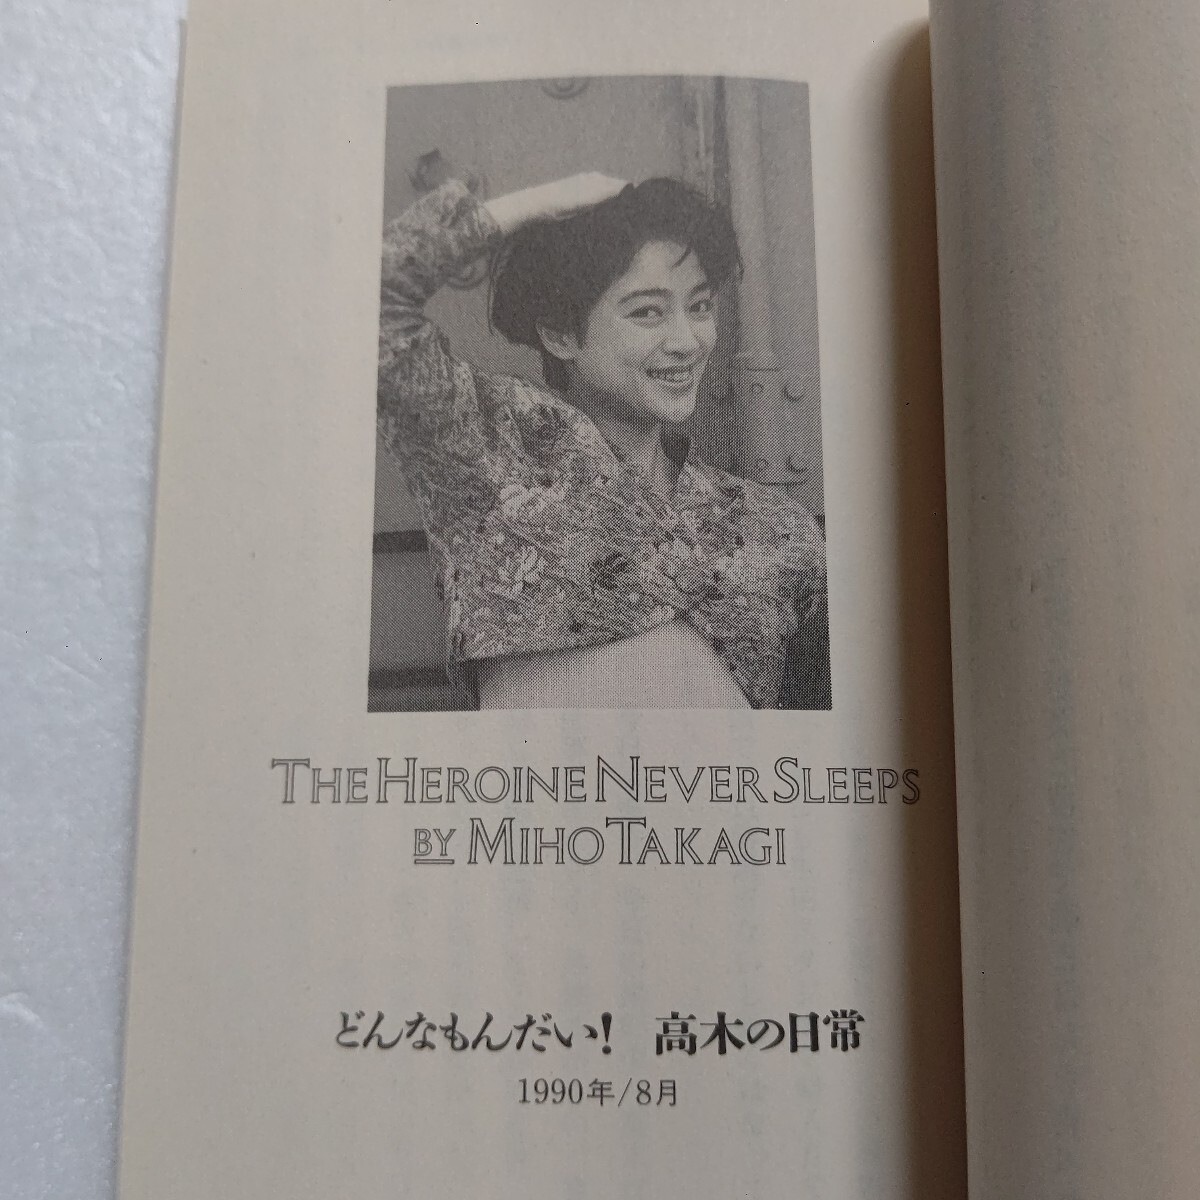 THE HEROINE NEVER SLEEPS
BY MIHO TAKAGI
どんなもんだい! 高木の日常
1990年/8月